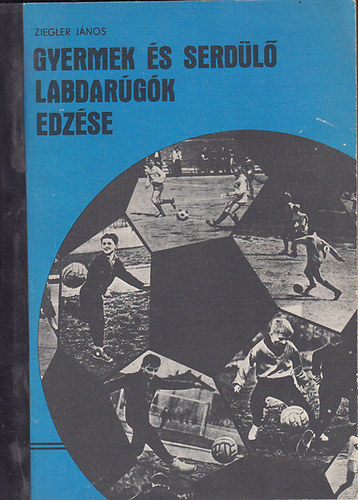 ZIEGLER JÁNOS
GYERMEK ÉS SERDÜLŐ
LABDARÚGÓK
EDZÉSE